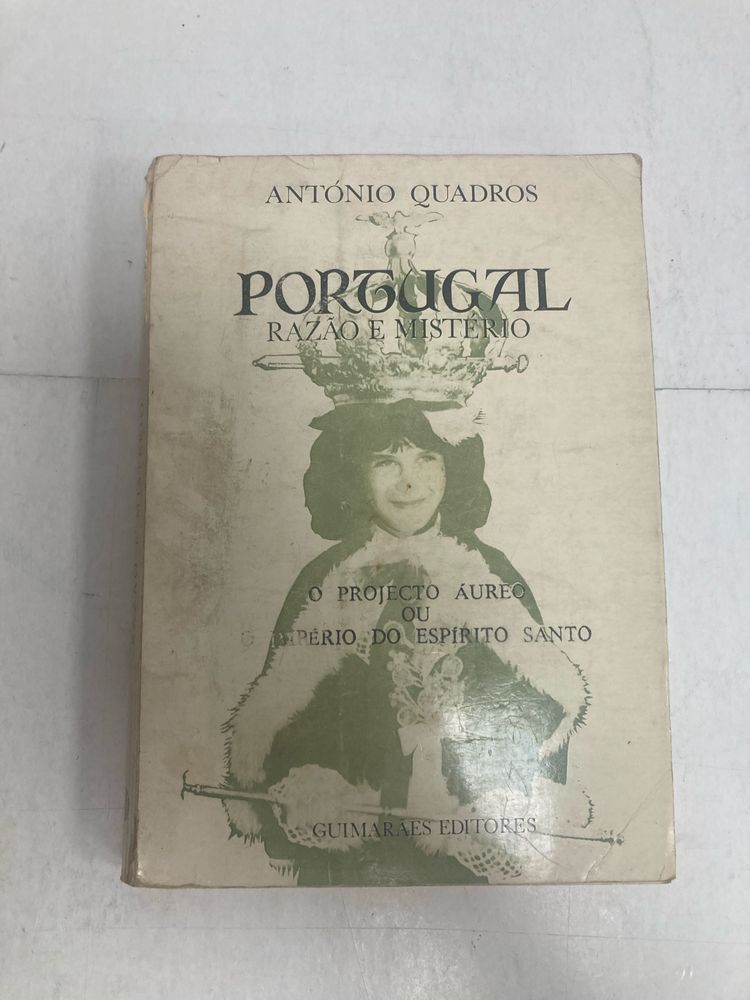 ANTÓNIO QUADROS
PORTUGAL
RAZÃO E MISTÉRIO
O PROJECTO ÁUREO
OU
O IMPÉRIO DO ESPÍRITO SANTO
GUIMARÃES EDITORES